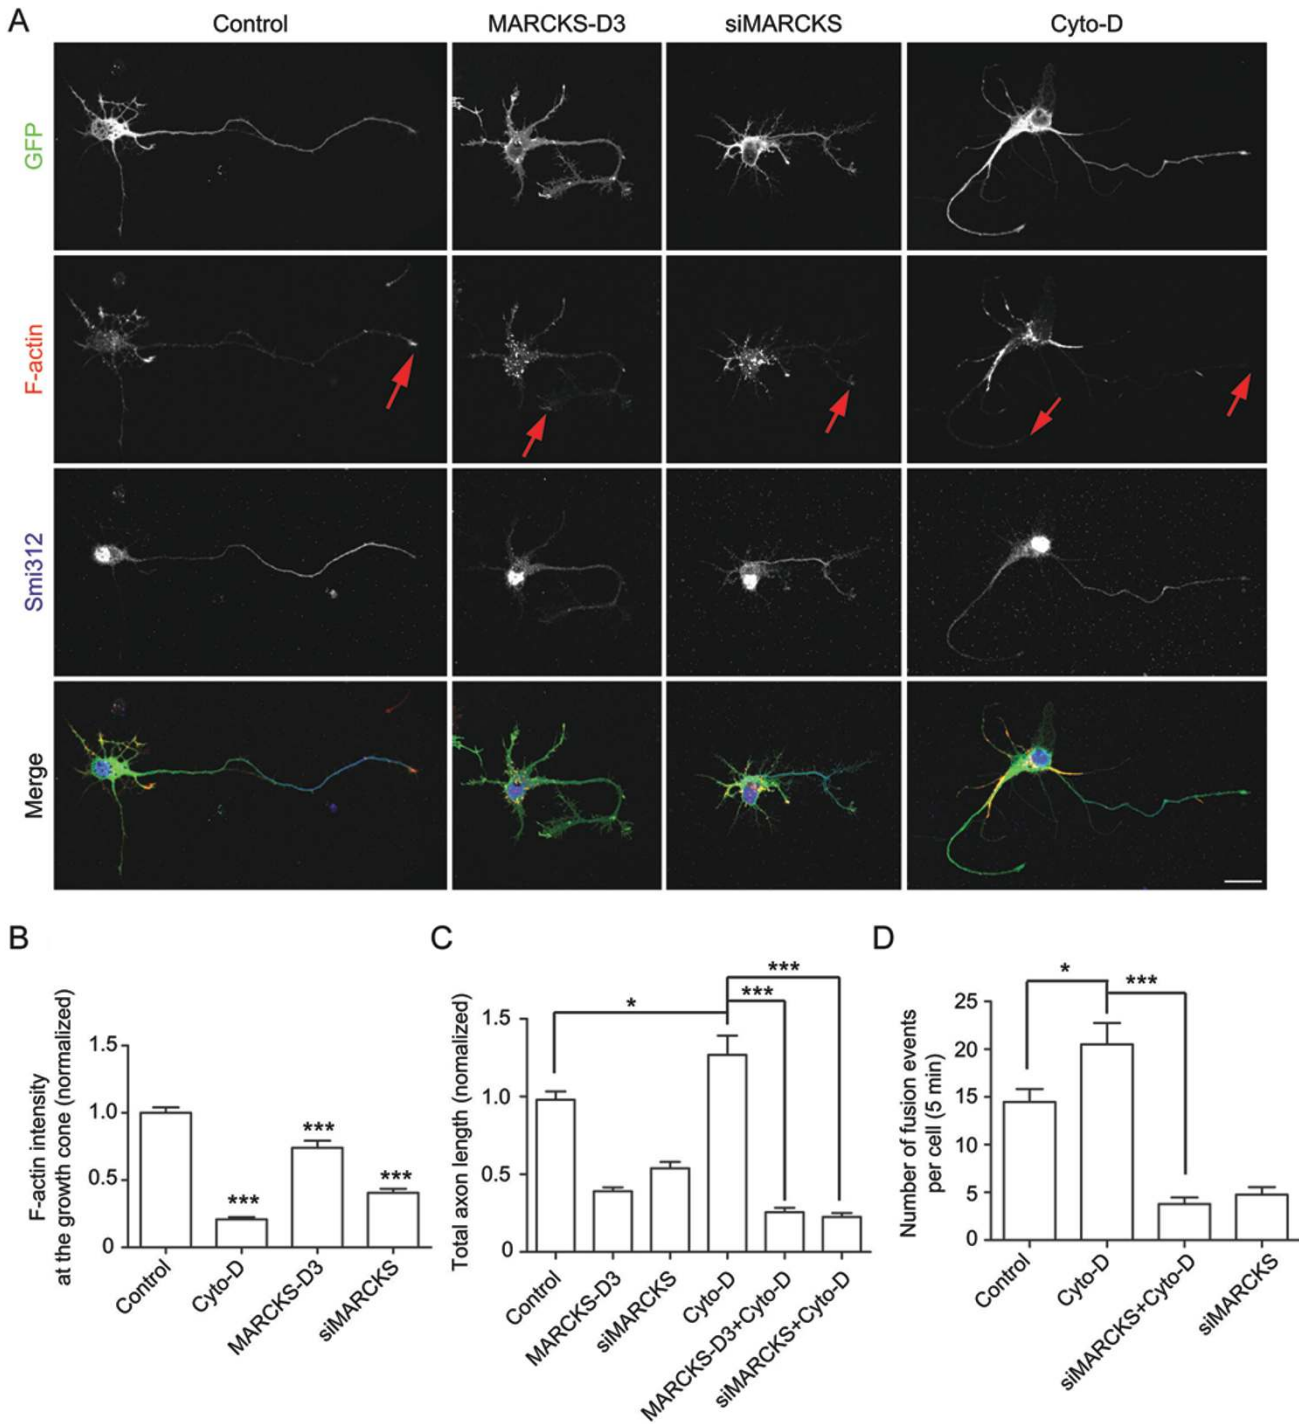 A
Control
MARCKS-D3
siMARCKS
Cyto-D
GFP
F-actin
Smi312
Merge
B
F-actin intensity
at the growth cone (normalized)
1.5
1.0
0.5
0
***
***
***
Control
Cyto-D
MARCKS-D3
siMARCKS
C
Total axon length (nomalized)
1.5
1.0
0.5
0
*
***
***
Control
MARCKS-D3
siMARCKS
Cyto-D
MARCKS-D3+Cyto-D
siMARCKS+Cyto-D
D
Number of fusion events
per cell (5 min)
25
20
15
10
5
0
*
***
Control
Cyto-D
siMARCKS+Cyto-D
siMARCKS